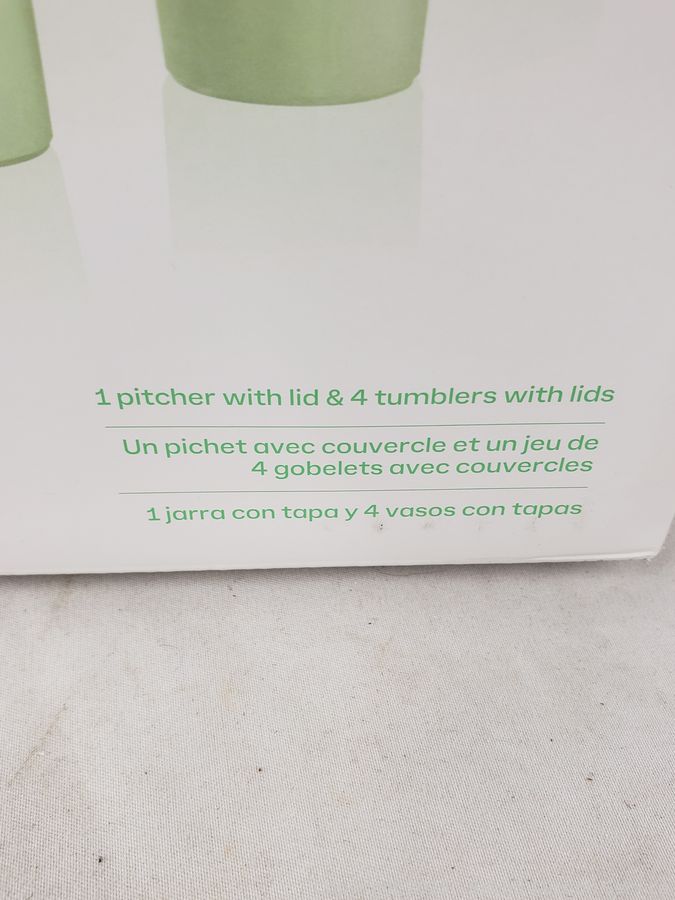 1 pitcher with lid & 4 tumblers with lids
Un pichet avec couvercle et un jeu de
4 gobelets avec couvercles
1 jarra con tapa y 4 vasos con tapas